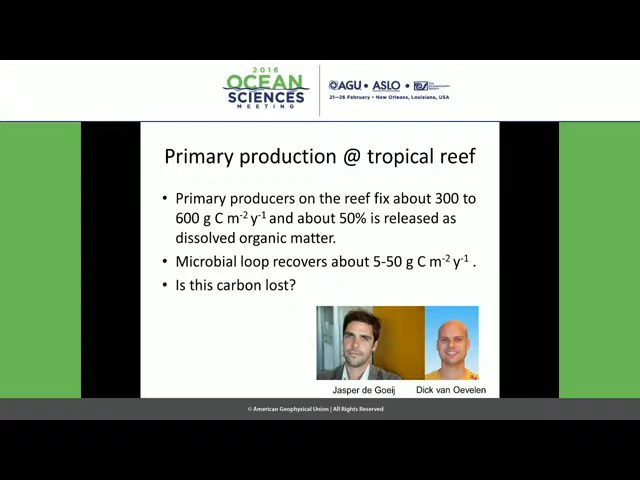 2016
OCEAN
SCIENCES
MEETING
AGU • ASLO •
21–26 February • New Orleans, Louisiana, USA
Primary production @ tropical reef
• Primary producers on the reef fix about 300 to
600 g C m-2 y-1 and about 50% is released as
dissolved organic matter.
• Microbial loop recovers about 5-50 g C m-2 y-1 .
• Is this carbon lost?
Jasper de Goeij
Dick van Oevelen
© American Geophysical Union | All Rights Reserved